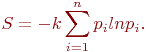 S = −k ∑_{i=1}^{n} p_i ln p_i.